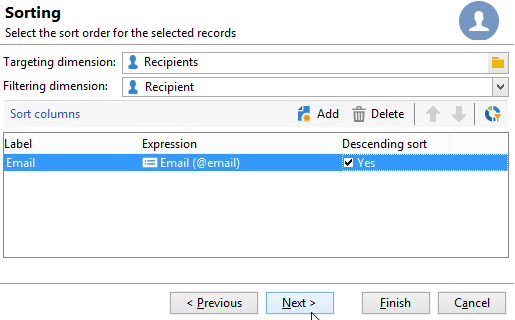 Sorting
Select the sort order for the selected records
Targeting dimension: Recipients
Filtering dimension: Recipient
Sort columns Add Delete
Label Expression Descending sort
Email Email (@email) Yes
< Previous Next > Finish Cancel